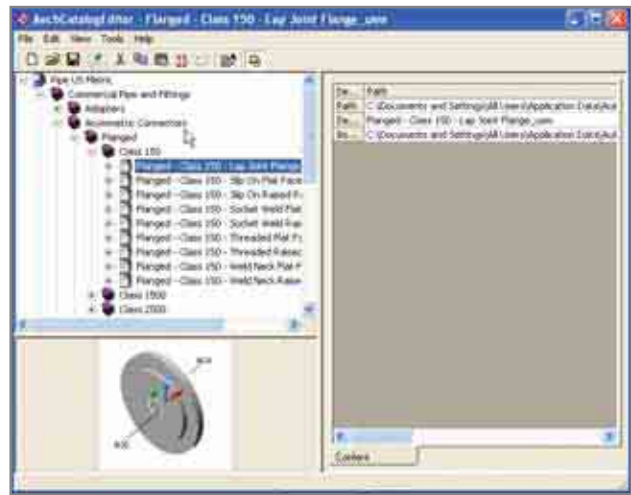 AecbCatalogEditor - Flanged - Class 150 - Lap Joint Flange_usm
File Edit View Tools Help
Pipe US Metric
Commercial Pipe and Fittings
Adapters
Asymmetric Connectors
Flanged
Class 150
Flanged - Class 150 - Lap Joint Flange
Flanged - Class 150 - Slip On Flat Face
Flanged - Class 150 - Slip On Raised F
Flanged - Class 150 - Socket Weld Flat
Flanged - Class 150 - Socket Weld Rai
Flanged - Class 150 - Threaded Flat F
Flanged - Class 150 - Threaded Raised
Flanged - Class 150 - Weld Neck Flat F
Flanged - Class 150 - Weld Neck Raise
Class 1500
Class 2500
De... Path
Path C:\Documents and Settings\All Users\Application Data\Aut
De... Flanged - Class 150 - Lap Joint Flange_usm
C:\Documents and Settings\All Users\Application Data\Aut
Content